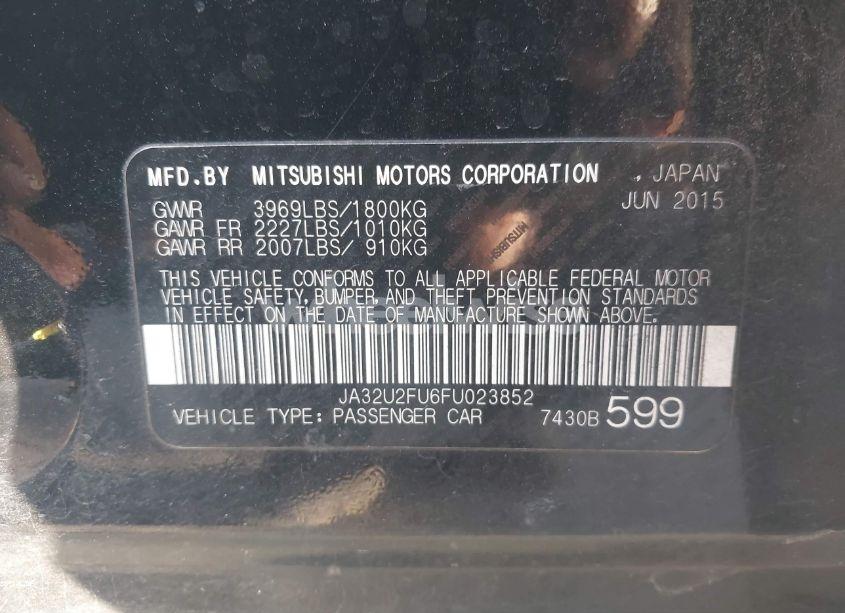 MFD.BY MITSUBISHI MOTORS CORPORATION , JAPAN
JUN 2015
GVWR 3969LBS/1800KG
GAWR FR 2227LBS/1010KG
GAWR RR 2007LBS/ 910KG
MITSUBISHI
THIS VEHICLE CONFORMS TO ALL APPLICABLE FEDERAL MOTOR
VEHICLE SAFETY, BUMPER, AND THEFT PREVENTION STANDARDS
IN EFFECT ON THE DATE OF MANUFACTURE SHOWN ABOVE.
JA32U2FU6FU023852
VEHICLE TYPE: PASSENGER CAR 7430B 599